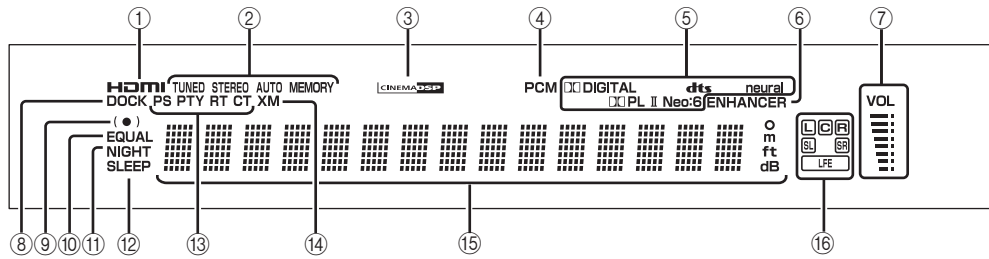 ① ② ③ ④ ⑤ ⑥ ⑦
HDMI TUNED STEREO AUTO MEMORY CINEMA DSP PCM DIGITAL dts neural
DOCK PS PTY RT CT XM PL II Neo:6 ENHANCER VOL
EQUAL
NIGHT
SLEEP
o
m
ft
dB
L C R
SL SR
LFE
⑧ ⑨ ⑩ ⑪ ⑫ ⑬ ⑭ ⑮ ⑯